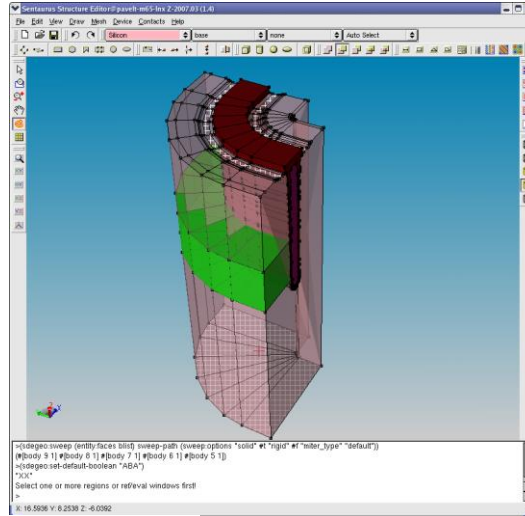 Sentaurus Structure Editor@pavelt-m65-lnx Z-2007.03 (1.4)
File Edit View Draw Mesh Device Contacts Help
Silicon base none Auto Select
>(sdegeo:sweep (entity:faces blist) sweep-path (sweep:options "solid" #t "rigid" #f "miter_type" "default"))
(#[body 9 1] #[body 8 1] #[body 7 1] #[body 6 1] #[body 5 1])
>(sdegeo:set-default-boolean "ABA")
"XX"
Select one or more regions or ref/eval windows first!
>
X: 16.5936 Y: 8.2538 Z: -6.0392